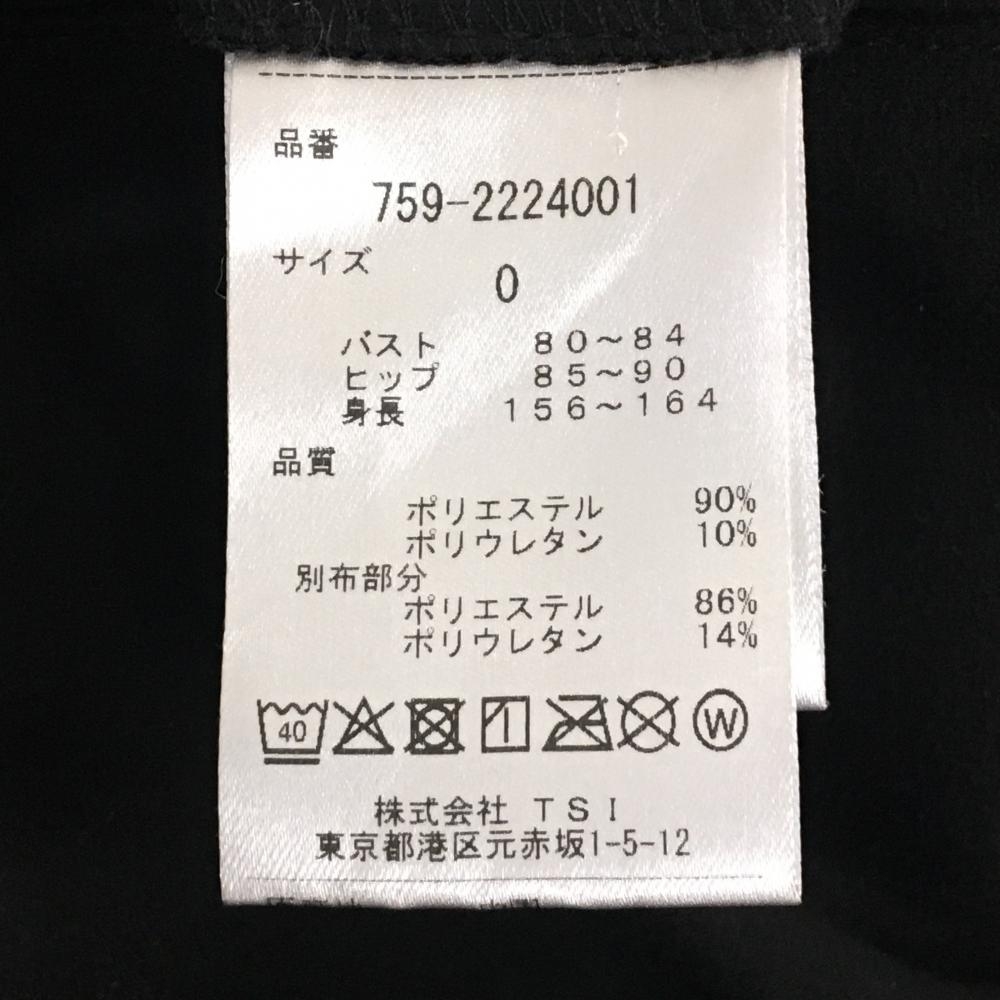 品番
759-2224001
サイズ
0
バスト 80～84
ヒップ 85～90
身長 156～164
品質
ポリエステル 90%
ポリウレタン 10%
別布部分
ポリエステル 86%
ポリウレタン 14%
40 W
株式会社 TSI
東京都港区元赤坂1-5-12